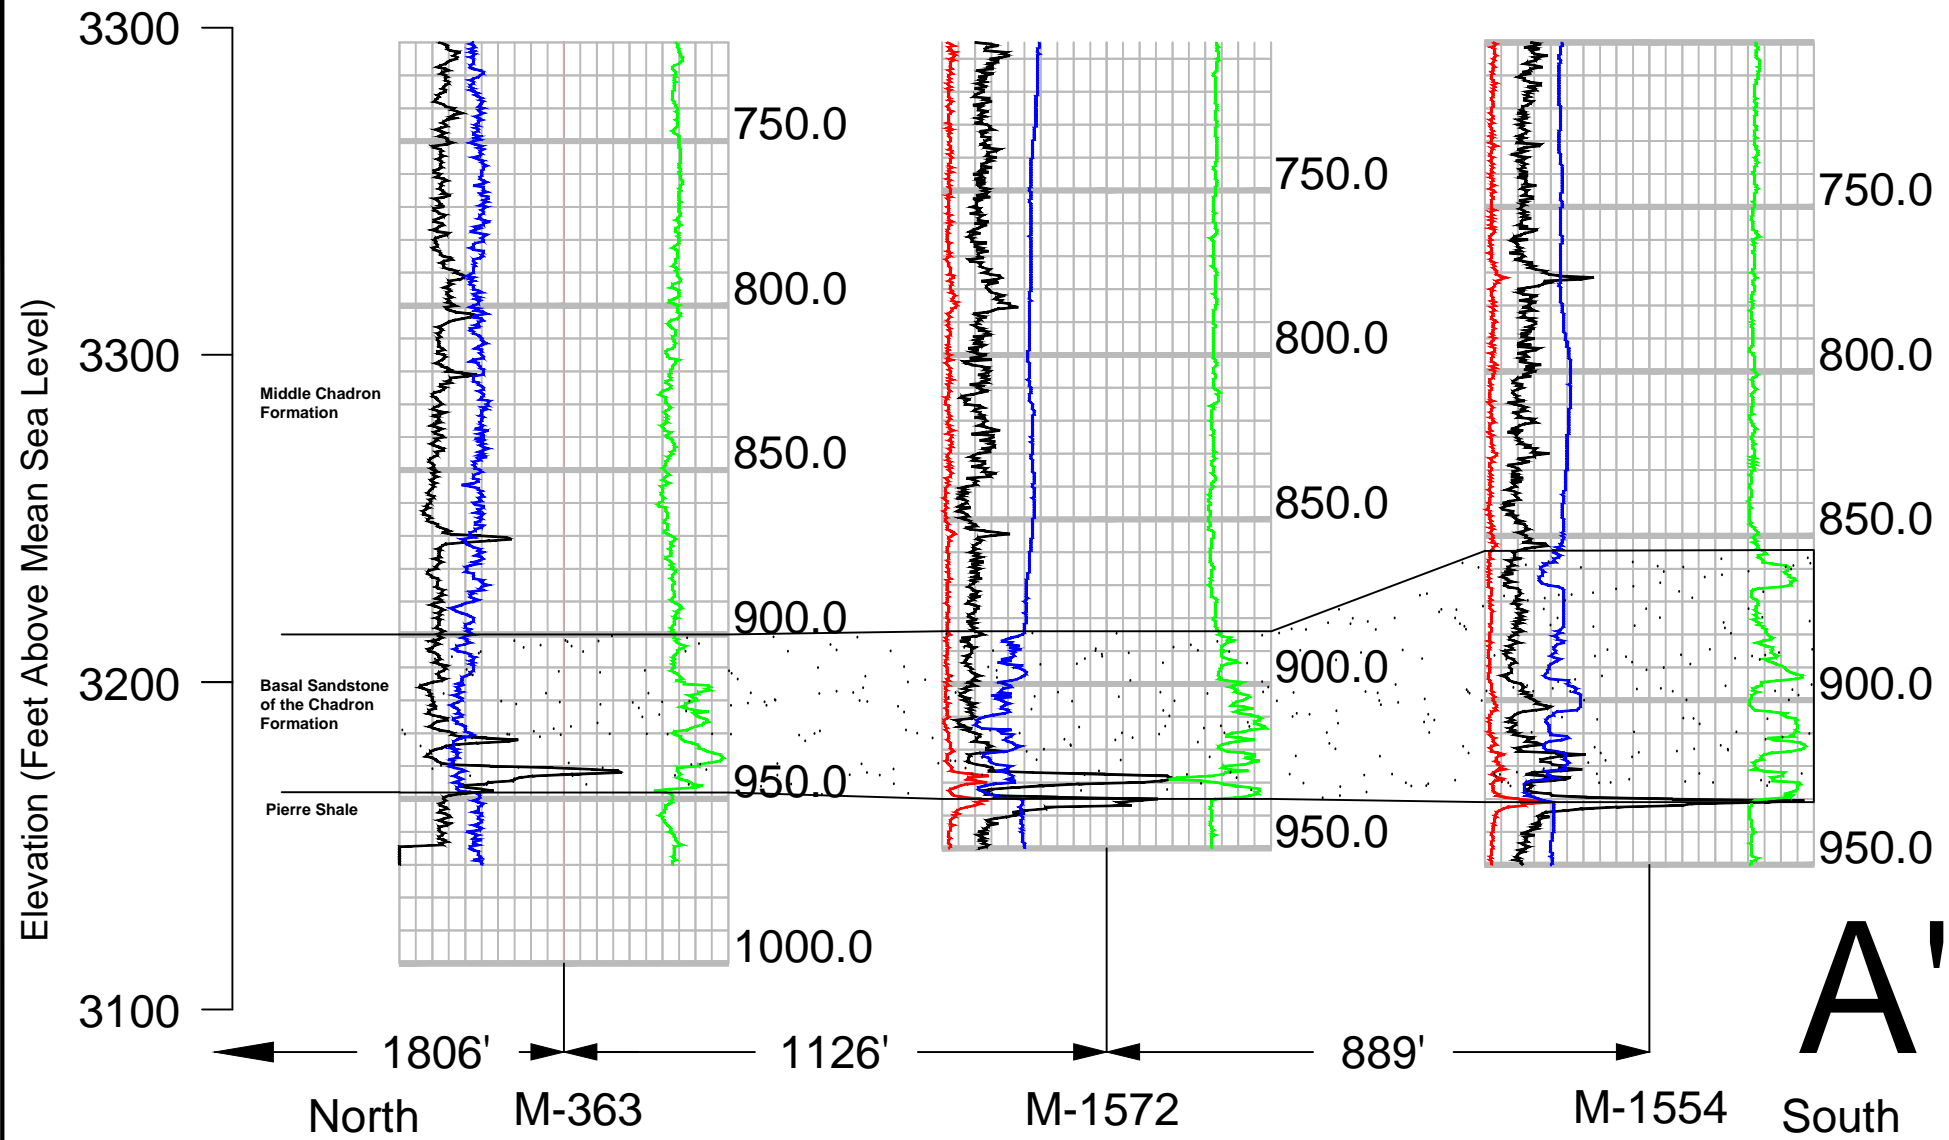 Elevation (Feet Above Mean Sea Level)
3300
3300
3200
3100
Middle Chadron
Formation
Basal Sandstone
of the Chadron
Formation
Pierre Shale
750.0
800.0
850.0
900.0
950.0
1000.0
750.0
800.0
850.0
900.0
950.0
750.0
800.0
850.0
900.0
950.0
A'
1806'
1126'
889'
North
M-363
M-1572
M-1554
South